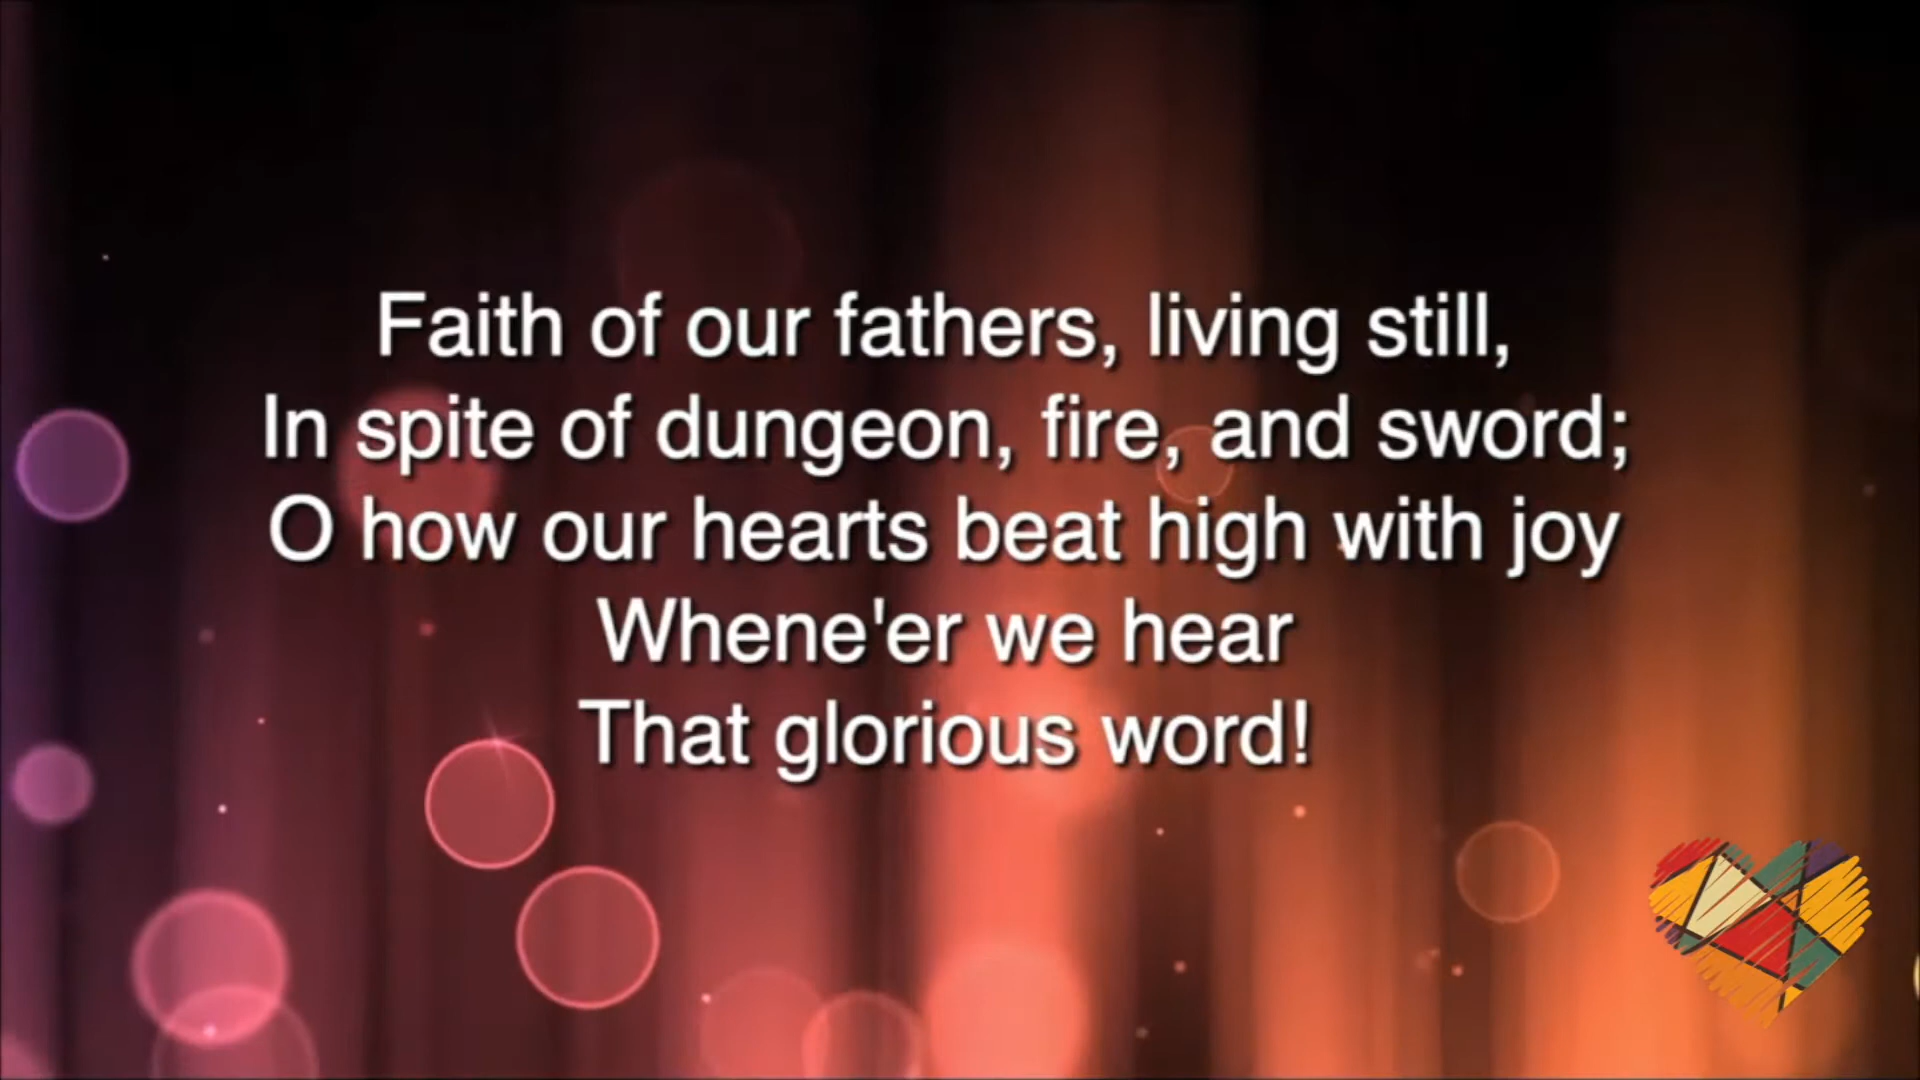 Faith of our fathers, living still,
In spite of dungeon, fire, and sword;
O how our hearts beat high with joy
Whene'er we hear
That glorious word!